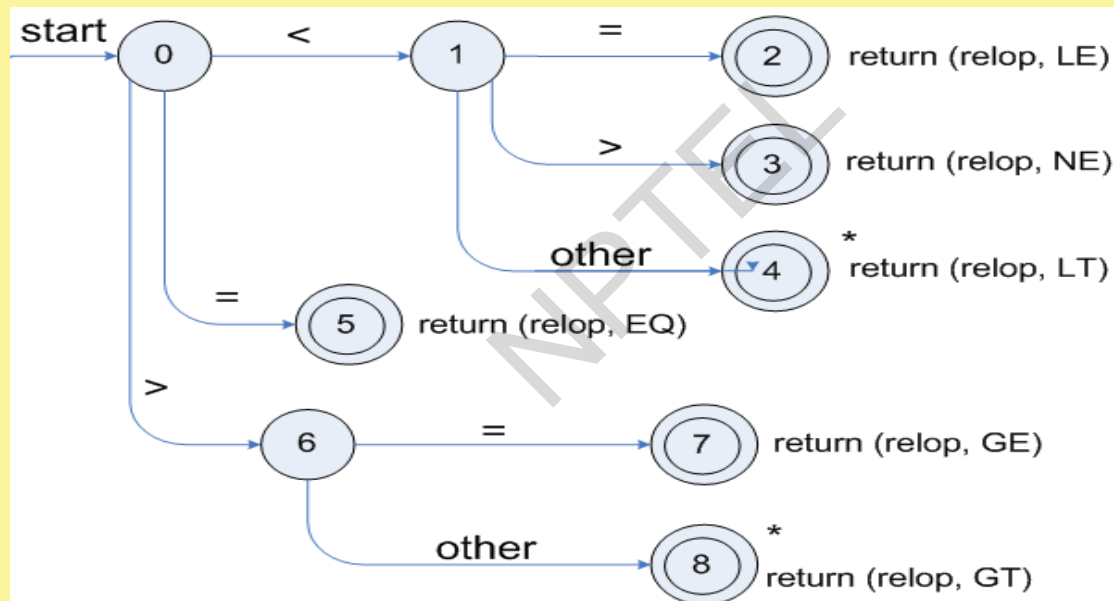 start 0 < 1 = 2 return (relop, LE)
> 3 return (relop, NE)
other 4 * return (relop, LT)
= 5 return (relop, EQ)
> 6 = 7 return (relop, GE)
other 8 * return (relop, GT)
NPTEL